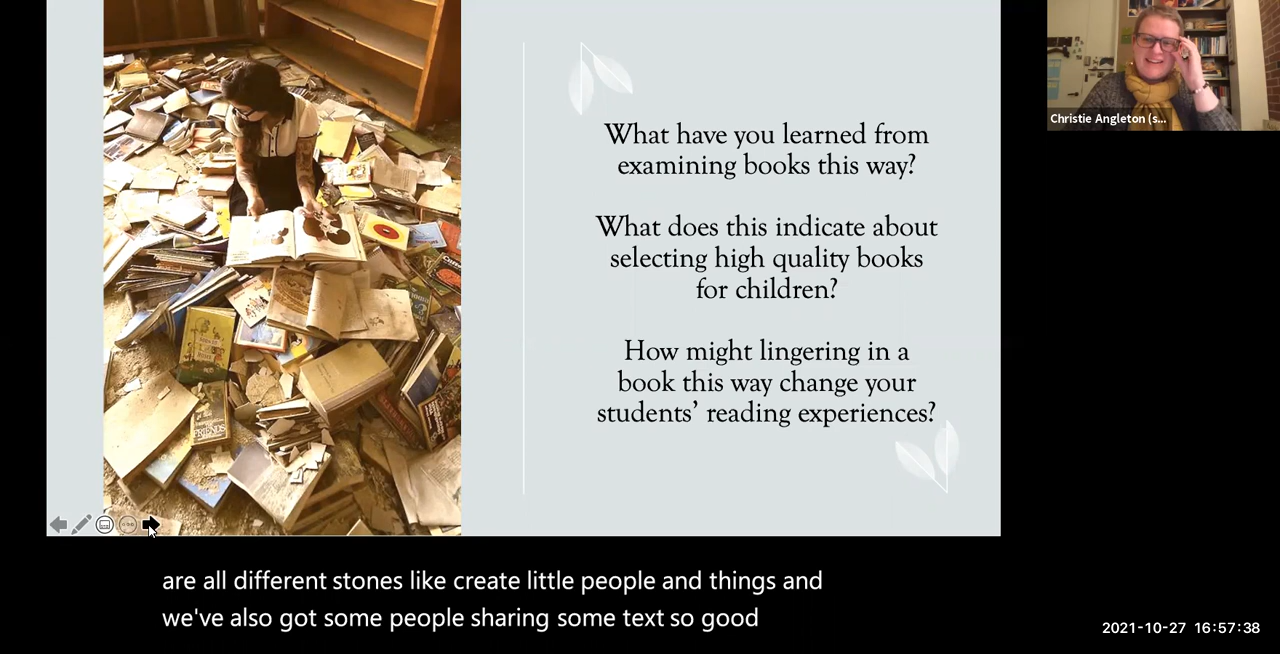 What have you learned from
examining books this way?
What does this indicate about
selecting high quality books
for children?
How might lingering in a
book this way change your
students' reading experiences?
Christie Angleton (s...
FRIENDS
are all different stones like create little people and things and
we've also got some people sharing some text so good
2021-10-27 16:57:38